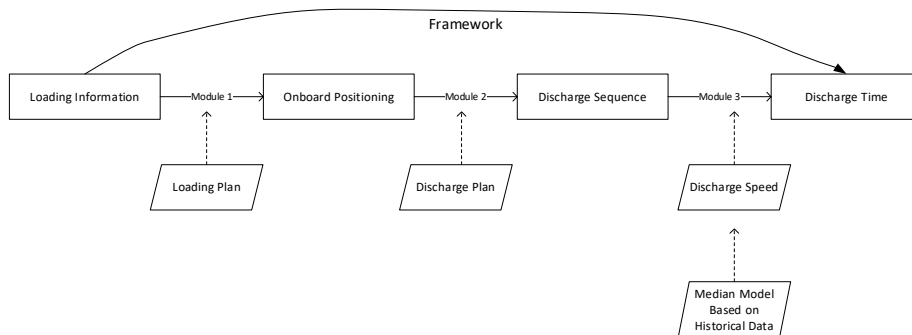 Framework
Loading Information
Module 1
Onboard Positioning
Module 2
Discharge Sequence
Module 3
Discharge Time
Loading Plan
Discharge Plan
Discharge Speed
Median Model
Based on
Historical Data